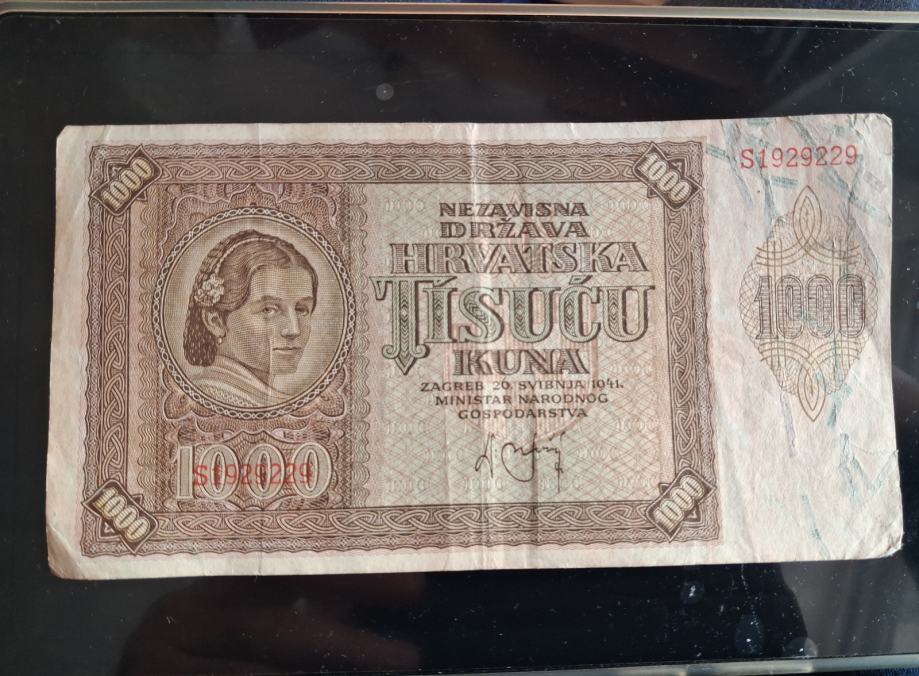 1000
1000
S1929229
NEZAVISNA
DRŽAVA
HRVATSKA
TISUĆU
KUNA
ZAGREB 26. SVIBNJA 1941.
MINISTAR NARODNOG
GOSPODARSTVA
1000
1000
S1929229
1000
1000